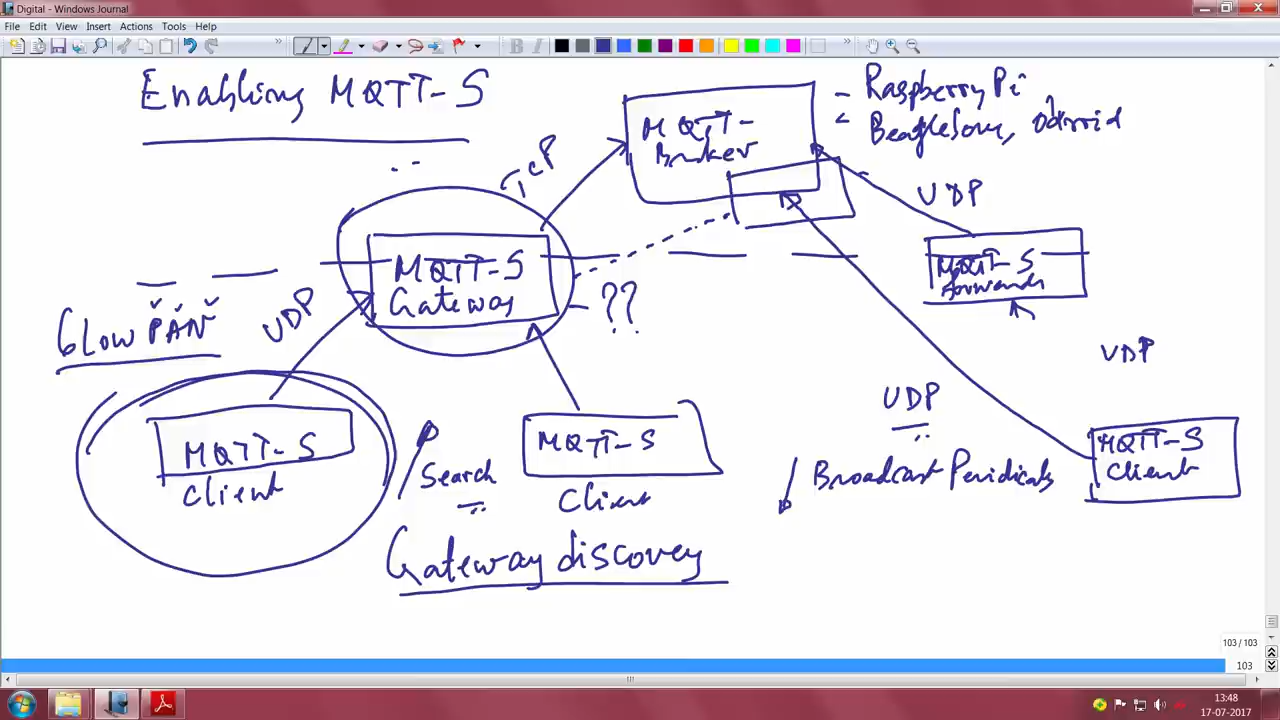 Digital - Windows Journal
File Edit View Insert Actions Tools Help
Enabling MQTT-S
MQTT-
Broker
- Raspberry Pi
Beaglebone, Odroid
TCP
UDP
MQTT-S
Gateway
- ??
MQTT-S
forwarder
6LowPAN
UDP
UDP
UDP
MQTT-S
Client
Search
MQTT-S
Client
Broadcast Peridicals
MQTT-S
Client
Gateway discovery
103 / 103
103
13:48
17-07-2017